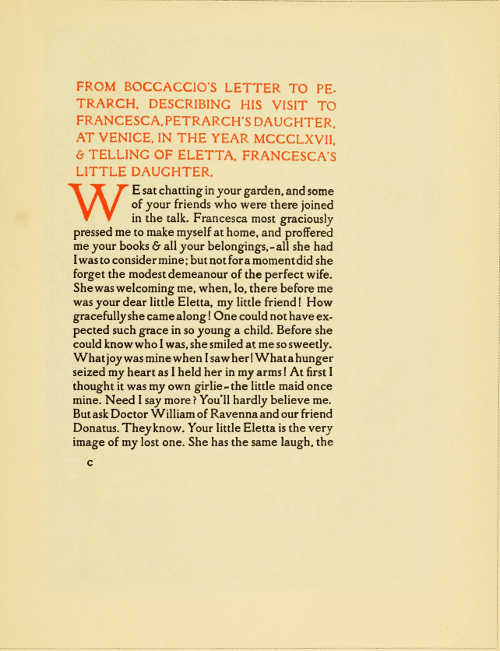 FROM BOCCACCIO'S LETTER TO PE-
TRARCH, DESCRIBING HIS VISIT TO
FRANCESCA, PETRARCH'S DAUGHTER,
AT VENICE, IN THE YEAR MCCCLXVII,
& TELLING OF ELETTA, FRANCESCA'S
LITTLE DAUGHTER.
WE sat chatting in your garden, and some
of your friends who were there joined
in the talk. Francesca most graciously
pressed me to make myself at home, and proffered
me your books & all your belongings,-all she had
I was to consider mine; but not for a moment did she
forget the modest demeanour of the perfect wife.
She was welcoming me, when, lo, there before me
was your dear little Eletta, my little friend! How
gracefully she came along! One could not have ex-
pected such grace in so young a child. Before she
could know who I was, she smiled at me so sweetly.
What joy was mine when I saw her! What a hunger
seized my heart as I held her in my arms! At first I
thought it was my own girlie-the little maid once
mine. Need I say more? You'll hardly believe me.
But ask Doctor William of Ravenna and our friend
Donatus. They know. Your little Eletta is the very
image of my lost one. She has the same laugh, the
c